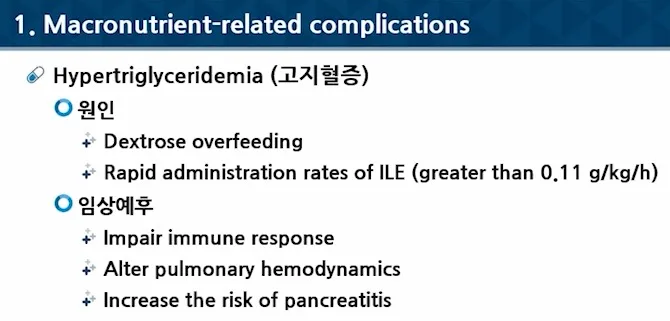 1. Macronutrient-related complications
Hypertriglyceridemia (고지혈증)
원인
Dextrose overfeeding
Rapid administration rates of ILE (greater than 0.11 g/kg/h)
임상예후
Impair immune response
Alter pulmonary hemodynamics
Increase the risk of pancreatitis